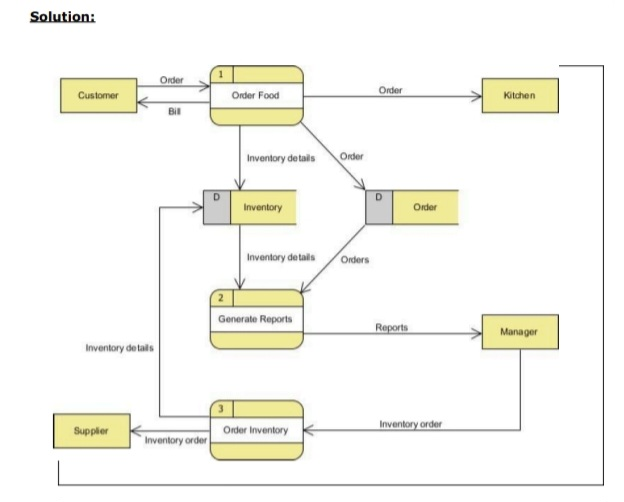 Solution:
Order
1
Customer
Order Food
Order
Kitchen
Bill
Inventory details
Order
D
Inventory
D
Order
Inventory details
Orders
2
Generate Reports
Reports
Manager
Inventory details
3
Supplier
Order Inventory
Inventory order
Inventory order